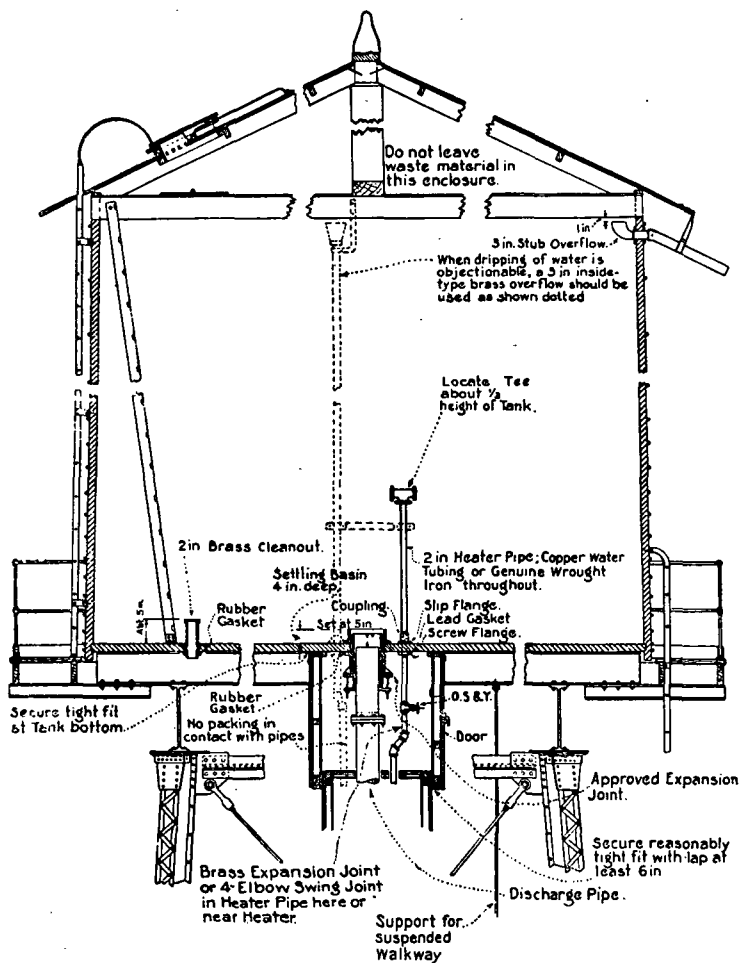 Do not leave
waste material in
this enclosure.
1 in
3 in. Stub Overflow.
When dripping of water is
objectionable, a 3 in inside-
type brass overflow should be
used as shown dotted
Locate Tee
about ⅓
height of Tank.
2 in Brass Cleanout.
Settling Basin
4 in. deep.
2 in Heater Pipe; Copper Water
Tubing or Genuine Wrought
Iron throughout.
Rubber
Gasket
Coupling
Set at 5in
Slip Flange.
Lead Gasket
Screw Flange.
Secure tight fit
at Tank bottom.
Rubber
Gasket
No packing in
contact with pipes
O.S.&Y.
Door
Approved Expansion
Joint.
Secure reasonably
tight fit with lap at
least 6 in
Brass Expansion Joint
or 4-Elbow Swing Joint
in Heater Pipe here or
near Heater.
Discharge Pipe.
Support for
suspended
Walkway